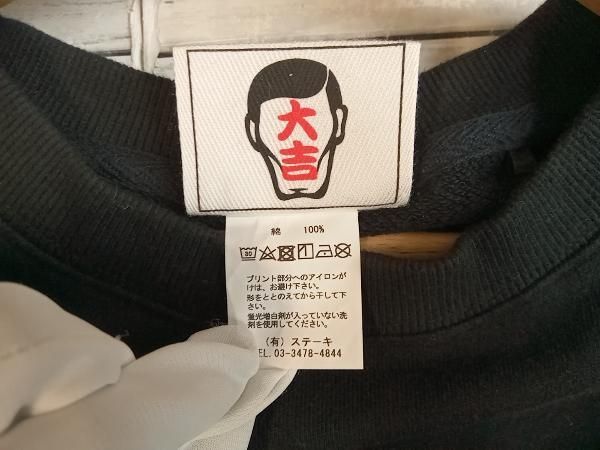 大
吉
綿 100%
30
プリント部分へのアイロンが
けは、お避け下さい。
形をととのえてから干して下
さい。
蛍光増白剤が入っていない洗
剤を使用してください。
(有) ステーキ
TEL.03-3478-4844